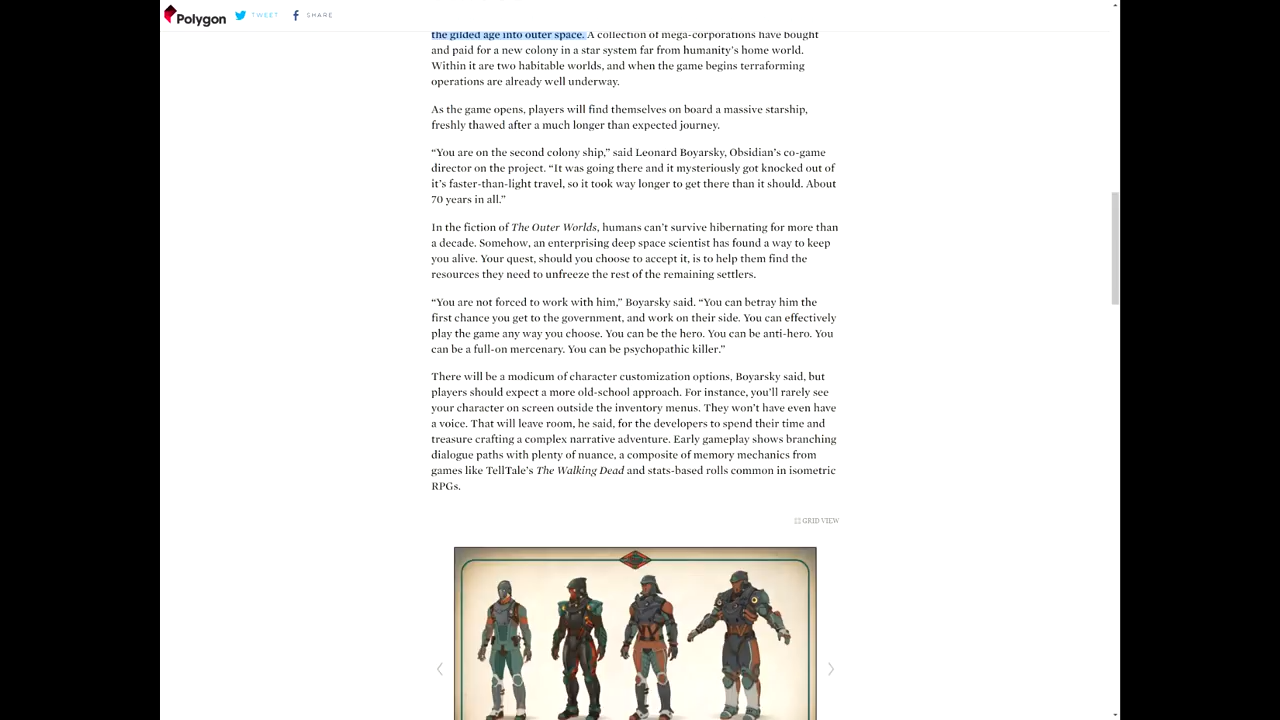 Polygon TWEET SHARE
the gilded age into outer space. A collection of mega-corporations have bought
and paid for a new colony in a star system far from humanity's home world.
Within it are two habitable worlds, and when the game begins terraforming
operations are already well underway.
As the game opens, players will find themselves on board a massive starship,
freshly thawed after a much longer than expected journey.
“You are on the second colony ship,” said Leonard Boyarsky, Obsidian's co-game
director on the project. “It was going there and it mysteriously got knocked out of
it's faster-than-light travel, so it took way longer to get there than it should. About
70 years in all.”
In the fiction of The Outer Worlds, humans can't survive hibernating for more than
a decade. Somehow, an enterprising deep space scientist has found a way to keep
you alive. Your quest, should you choose to accept it, is to help them find the
resources they need to unfreeze the rest of the remaining settlers.
“You are not forced to work with him,” Boyarsky said. “You can betray him the
first chance you get to the government, and work on their side. You can effectively
play the game any way you choose. You can be the hero. You can be anti-hero. You
can be a full-on mercenary. You can be psychopathic killer.”
There will be a modicum of character customization options, Boyarsky said, but
players should expect a more old-school approach. For instance, you'll rarely see
your character on screen outside the inventory menus. They won't have even have
a voice. That will leave room, he said, for the developers to spend their time and
treasure crafting a complex narrative adventure. Early gameplay shows branching
dialogue paths with plenty of nuance, a composite of memory mechanics from
games like TellTale's The Walking Dead and stats-based rolls common in isometric
RPGs.
GRID VIEW